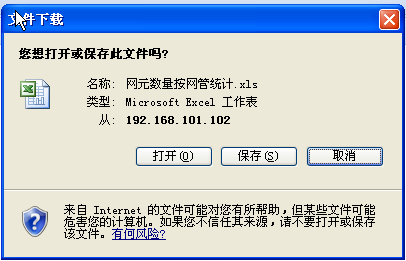 文件下载
您想打开或保存此文件吗?
名称: 网元数量按网管统计.xls
类型: Microsoft Excel 工作表
从: 192.168.101.102
打开(O) 保存(S) 取消
来自 Internet 的文件可能对您有所帮助，但某些文件可能
危害您的计算机。如果您不信任其来源，请不要打开或保存
该文件。有何风险?